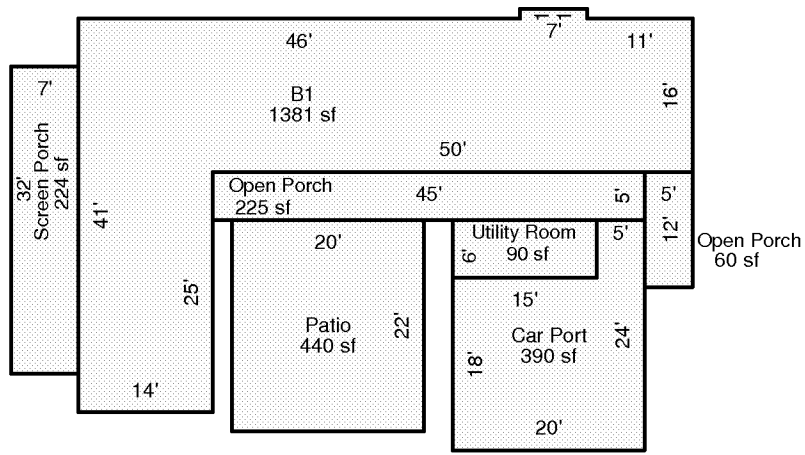 1 1
7'
46'
11'
7'
B1
1381 sf
16'
50'
32'
Screen Porch
224 sf
41'
Open Porch
225 sf
45'
5'
5'
12'
Open Porch
60 sf
20'
Utility Room
90 sf
6'
5'
25'
15'
Patio
440 sf
22'
Car Port
390 sf
24'
18'
14'
20'